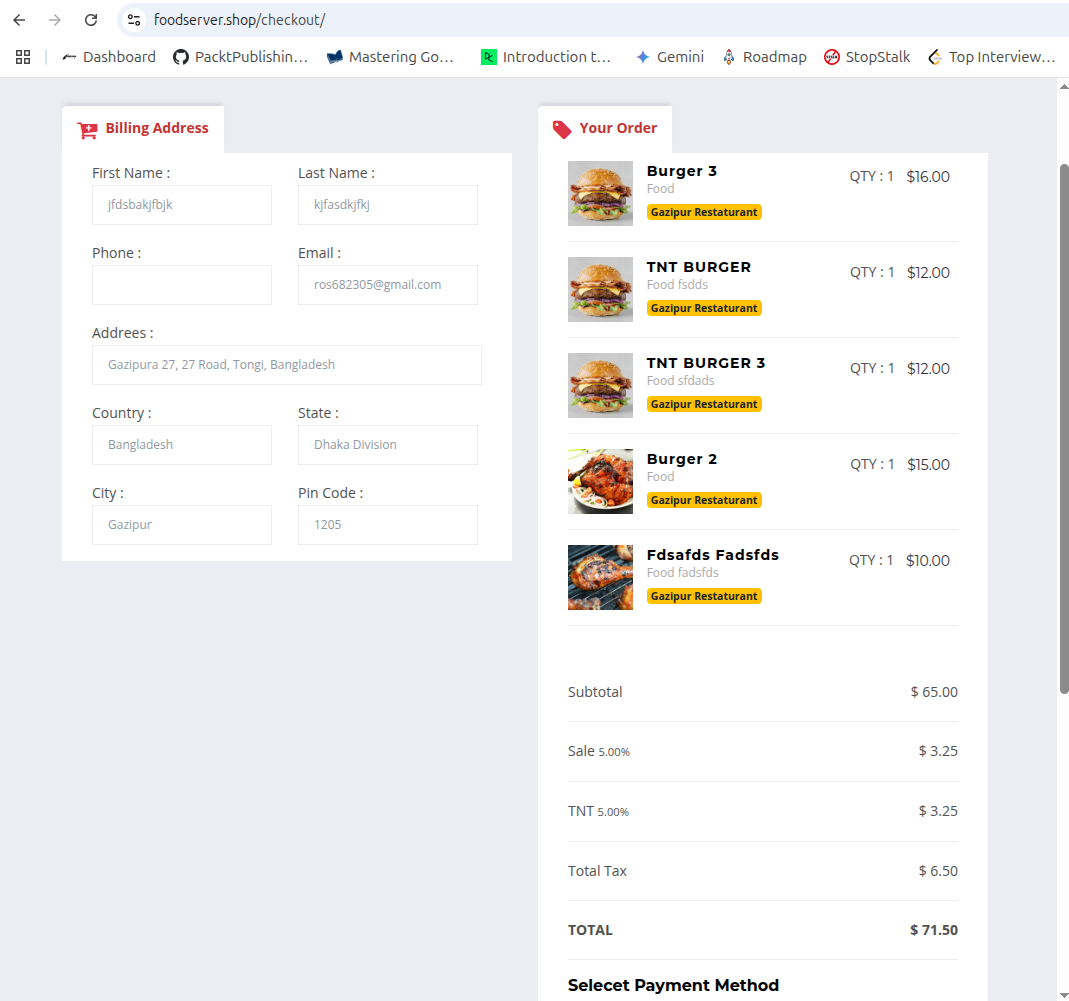 foodserver.shop/checkout/
Dashboard PacktPublishin... Mastering Go... Introduction t... Gemini Roadmap StopStalk Top Interview...
Billing Address
First Name : Last Name :
jfdsbakjfbjk kjfasdkjfkj
Phone : Email :
ros682305@gmail.com
Addrees :
Gazipura 27, 27 Road, Tongi, Bangladesh
Country : State :
Bangladesh Dhaka Division
City : Pin Code :
Gazipur 1205
Your Order
Burger 3 QTY : 1 $16.00
Food
Gazipur Restaturant
TNT BURGER QTY : 1 $12.00
Food fsdds
Gazipur Restaturant
TNT BURGER 3 QTY : 1 $12.00
Food sfdads
Gazipur Restaturant
Burger 2 QTY : 1 $15.00
Food
Gazipur Restaturant
Fdsafds Fadsfds QTY : 1 $10.00
Food fadsfds
Gazipur Restaturant
Subtotal $ 65.00
Sale 5.00% $ 3.25
TNT 5.00% $ 3.25
Total Tax $ 6.50
TOTAL $ 71.50
Selecet Payment Method